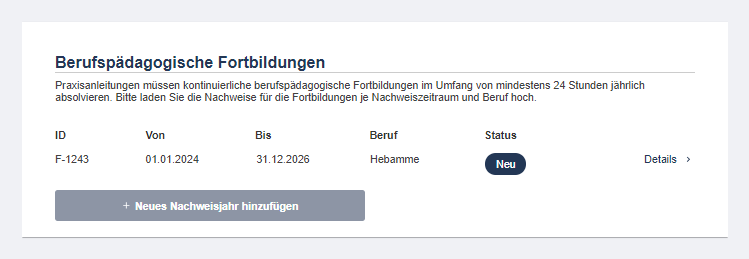 Berufspädagogische Fortbildungen
Praxisanleitungen müssen kontinuierliche berufspädagogische Fortbildungen im Umfang von mindestens 24 Stunden jährlich
absolvieren. Bitte laden Sie die Nachweise für die Fortbildungen je Nachweiszeitraum und Beruf hoch.
ID Von Bis Beruf Status
F-1243 01.01.2024 31.12.2026 Hebamme Neu Details >
+ Neues Nachweisjahr hinzufügen